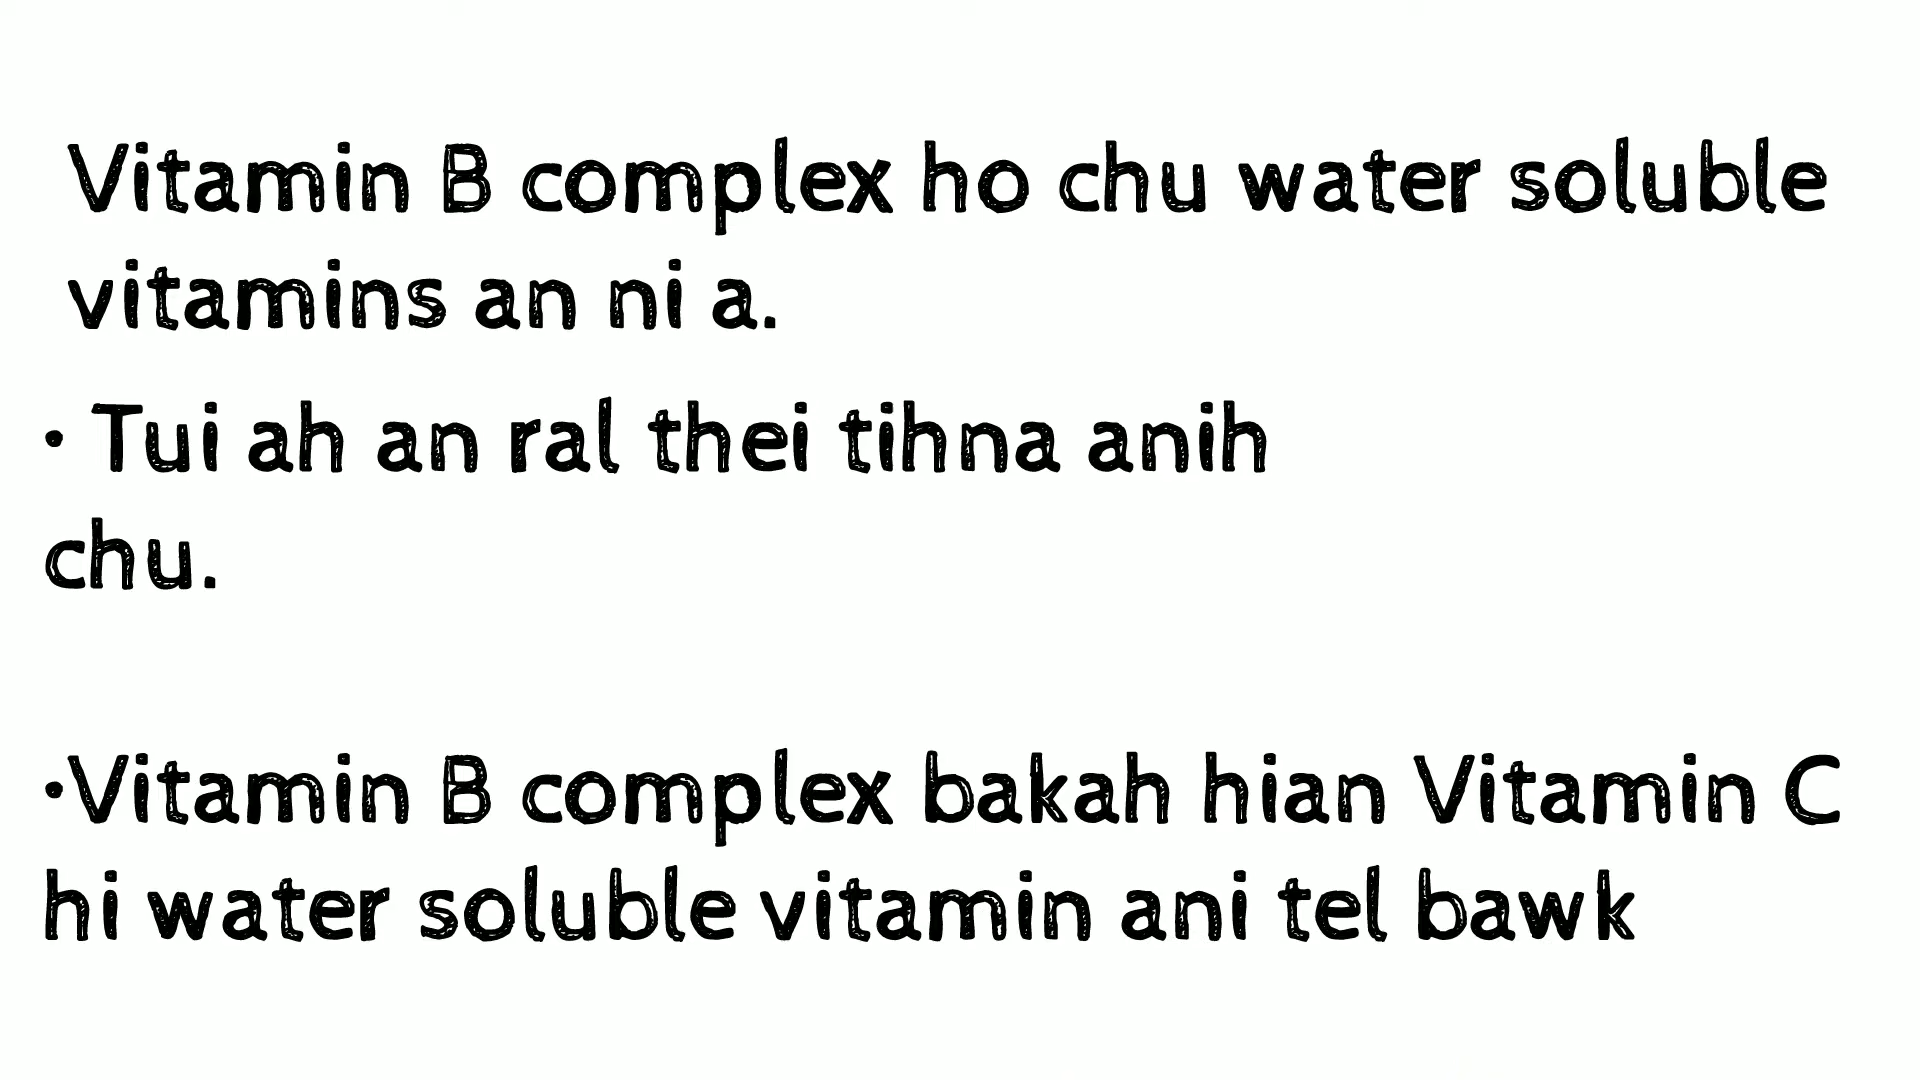 Vitamin B complex ho chu water soluble
vitamins an ni a.
• Tui ah an ral thei tihna anih
chu.
•Vitamin B complex bakah hian Vitamin C
hi water soluble vitamin ani tel bawk